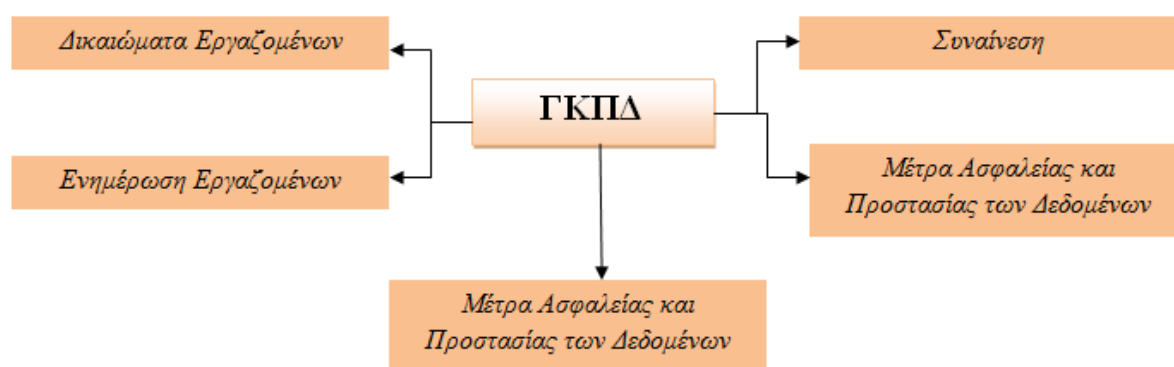 Δικαιώματα Εργαζομένων
Συναίνεση
ΓΚΠΔ
Ενημέρωση Εργαζομένων
Μέτρα Ασφαλείας και
Προστασίας των Δεδομένων
Μέτρα Ασφαλείας και
Προστασίας των Δεδομένων